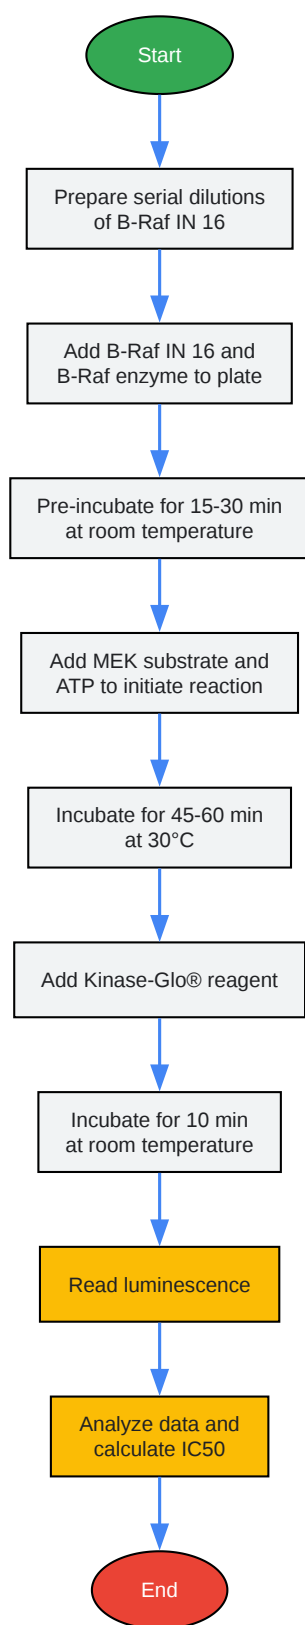 Start
Prepare serial dilutions
of B-Raf IN 16
Add B-Raf IN 16 and
B-Raf enzyme to plate
Pre-incubate for 15-30 min
at room temperature
Add MEK substrate and
ATP to initiate reaction
Incubate for 45-60 min
at 30°C
Add Kinase-Glo® reagent
Incubate for 10 min
at room temperature
Read luminescence
Analyze data and
calculate IC50
End